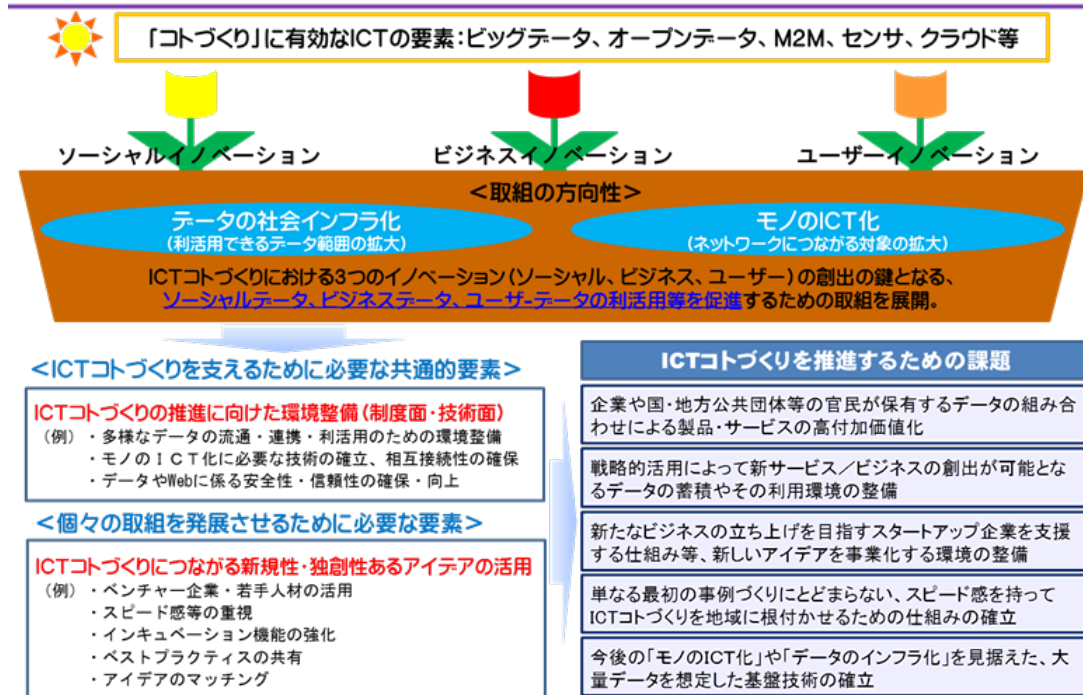 「コトづくり」に有効なICTの要素：ビッグデータ、オープンデータ、M2M、センサ、クラウド等
ソーシャルイノベーション
ビジネスイノベーション
ユーザーイノベーション
＜取組の方向性＞
データの社会インフラ化
（利活用できるデータ範囲の拡大）
モノのICT化
（ネットワークにつながる対象の拡大）
ICTコトづくりにおける3つのイノベーション（ソーシャル、ビジネス、ユーザー）の創出の鍵となる、
ソーシャルデータ、ビジネスデータ、ユーザーデータの利活用等を促進するための取組を展開。
＜ICTコトづくりを支えるために必要な共通的要素＞
ICTコトづくりの推進に向けた環境整備（制度面・技術面）
（例）・多様なデータの流通・連携・利活用のための環境整備
・モノのＩＣＴ化に必要な技術の確立、相互接続性の確保
・データやWebに係る安全性・信頼性の確保・向上
＜個々の取組を発展させるために必要な要素＞
ICTコトづくりにつながる新規性・独創性あるアイデアの活用
（例）・ベンチャー企業・若手人材の活用
・スピード感等の重視
・インキュベーション機能の強化
・ベストプラクティスの共有
・アイデアのマッチング
ICTコトづくりを推進するための課題
企業や国・地方公共団体等の官民が保有するデータの組み合
わせによる製品・サービスの高付加価値化
戦略的活用によって新サービス／ビジネスの創出が可能とな
るデータの蓄積やその利用環境の整備
新たなビジネスの立ち上げを目指すスタートアップ企業を支援
する仕組み等、新しいアイデアを事業化する環境の整備
単なる最初の事例づくりにとどまらない、スピード感を持って
ICTコトづくりを地域に根付かせるための仕組みの確立
今後の「モノのICT化」や「データのインフラ化」を見据えた、大
量データを想定した基盤技術の確立